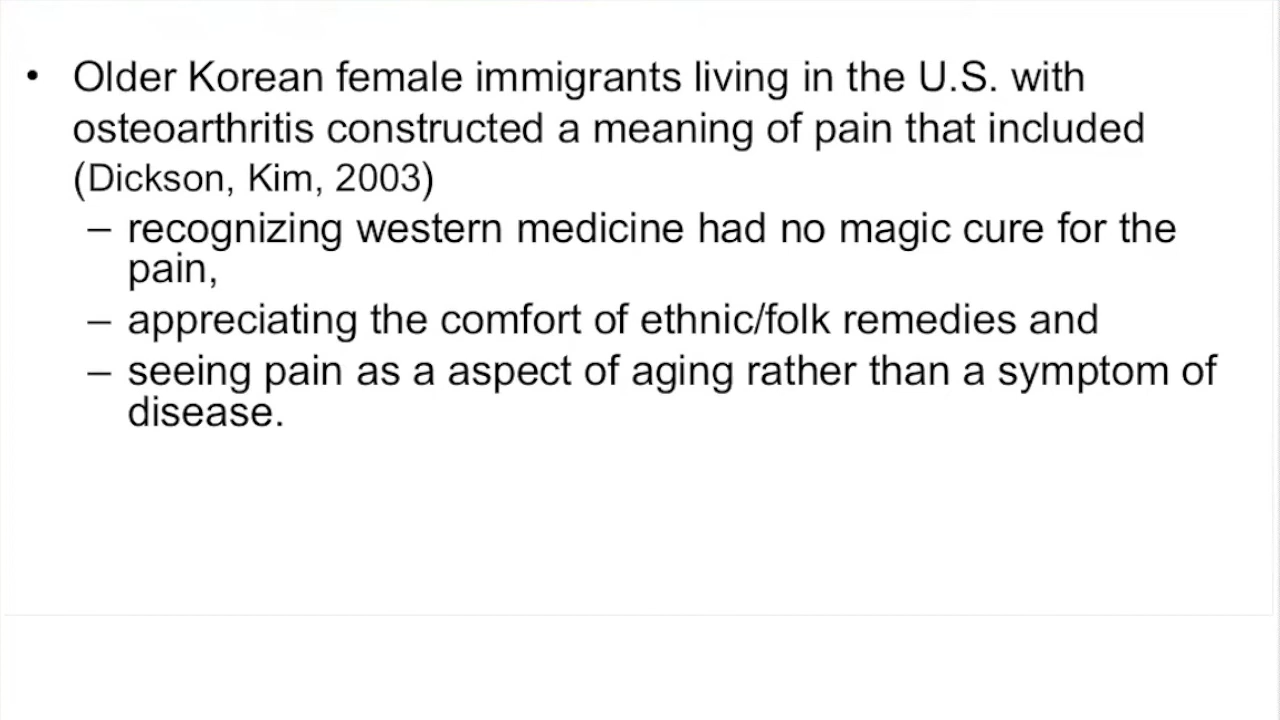 • Older Korean female immigrants living in the U.S. with
osteoarthritis constructed a meaning of pain that included
(Dickson, Kim, 2003)
– recognizing western medicine had no magic cure for the
pain,
– appreciating the comfort of ethnic/folk remedies and
– seeing pain as a aspect of aging rather than a symptom of
disease.